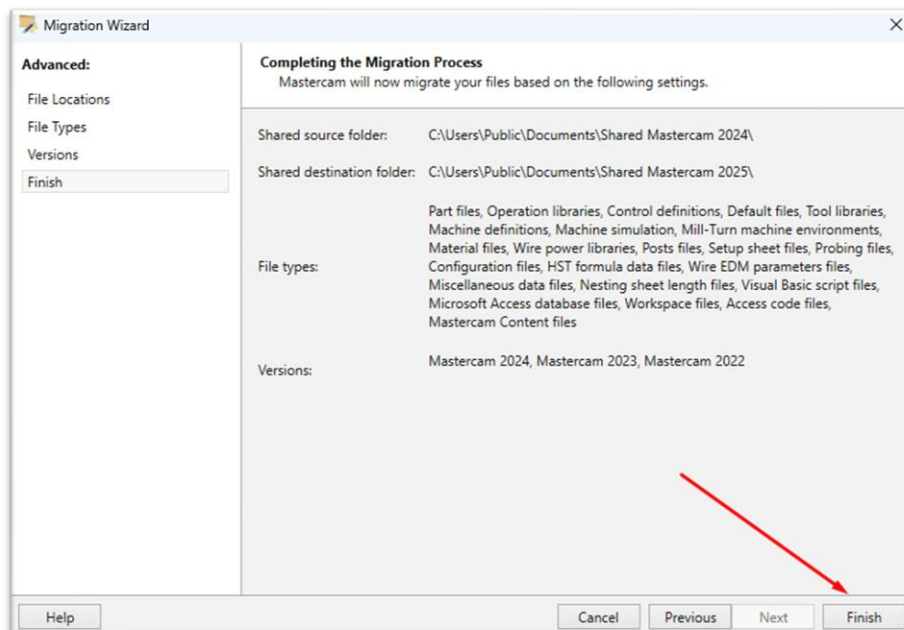 Migration Wizard
Advanced:
File Locations
File Types
Versions
Finish
Completing the Migration Process
Mastercam will now migrate your files based on the following settings.
Shared source folder: C:\Users\Public\Documents\Shared Mastercam 2024\
Shared destination folder: C:\Users\Public\Documents\Shared Mastercam 2025\
File types:
Part files, Operation libraries, Control definitions, Default files, Tool libraries,
Machine definitions, Machine simulation, Mill-Turn machine environments,
Material files, Wire power libraries, Posts files, Setup sheet files, Probing files,
Configuration files, HST formula data files, Wire EDM parameters files,
Miscellaneous data files, Nesting sheet length files, Visual Basic script files,
Microsoft Access database files, Workspace files, Access code files,
Mastercam Content files
Versions: Mastercam 2024, Mastercam 2023, Mastercam 2022
Help Cancel Previous Next Finish